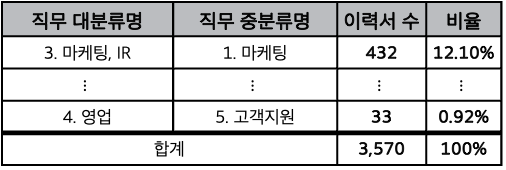 직무 대분류명 직무 중분류명 이력서 수 비율
3. 마케팅, IR 1. 마케팅 432 12.10%
⋮ ⋮ ⋮ ⋮
4. 영업 5. 고객지원 33 0.92%
합계 3,570 100%